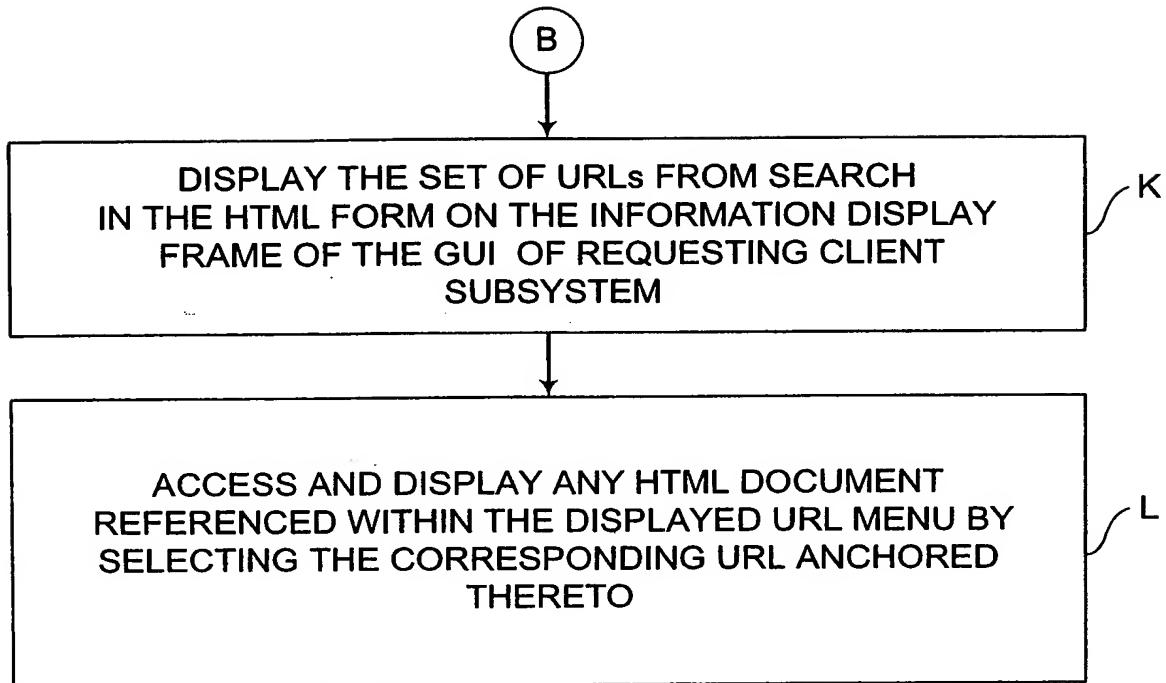 B
DISPLAY THE SET OF URLs FROM SEARCH
IN THE HTML FORM ON THE INFORMATION DISPLAY
FRAME OF THE GUI OF REQUESTING CLIENT
SUBSYSTEM
K
ACCESS AND DISPLAY ANY HTML DOCUMENT
REFERENCED WITHIN THE DISPLAYED URL MENU BY
SELECTING THE CORRESPONDING URL ANCHORED
THERETO
L